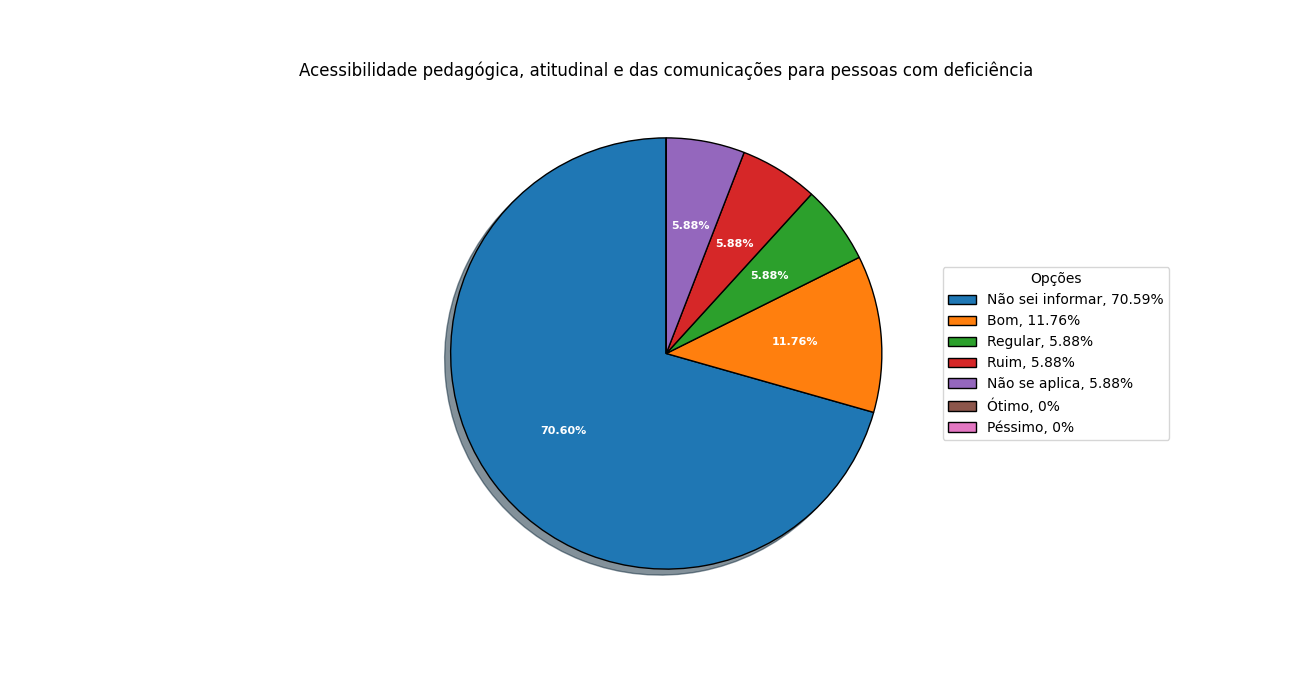 Acessibilidade pedagógica, atitudinal e das comunicações para pessoas com deficiência
5.88%
5.88%
5.88%
11.76%
70.60%
Opções
Não sei informar, 70.59%
Bom, 11.76%
Regular, 5.88%
Ruim, 5.88%
Não se aplica, 5.88%
Ótimo, 0%
Péssimo, 0%